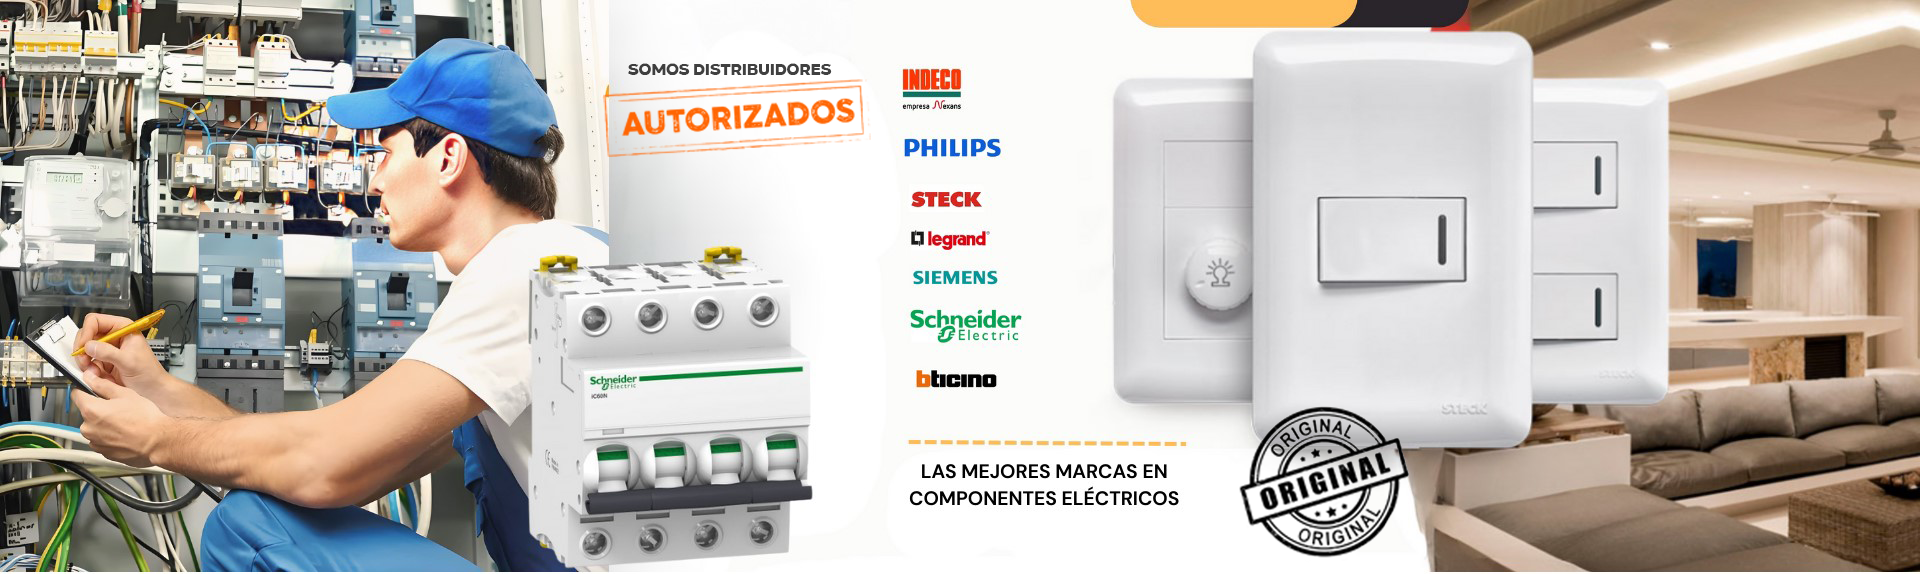 SOMOS DISTRIBUIDORES
AUTORIZADOS
INDECO
empresa Nexans
PHILIPS
STECK
legrand
SIEMENS
Schneider
Electric
bticino
LAS MEJORES MARCAS EN
COMPONENTES ELÉCTRICOS
Schneider
Electric
iC60N
STECK
STECK
ORIGINAL
ORIGINAL
ORIGINAL